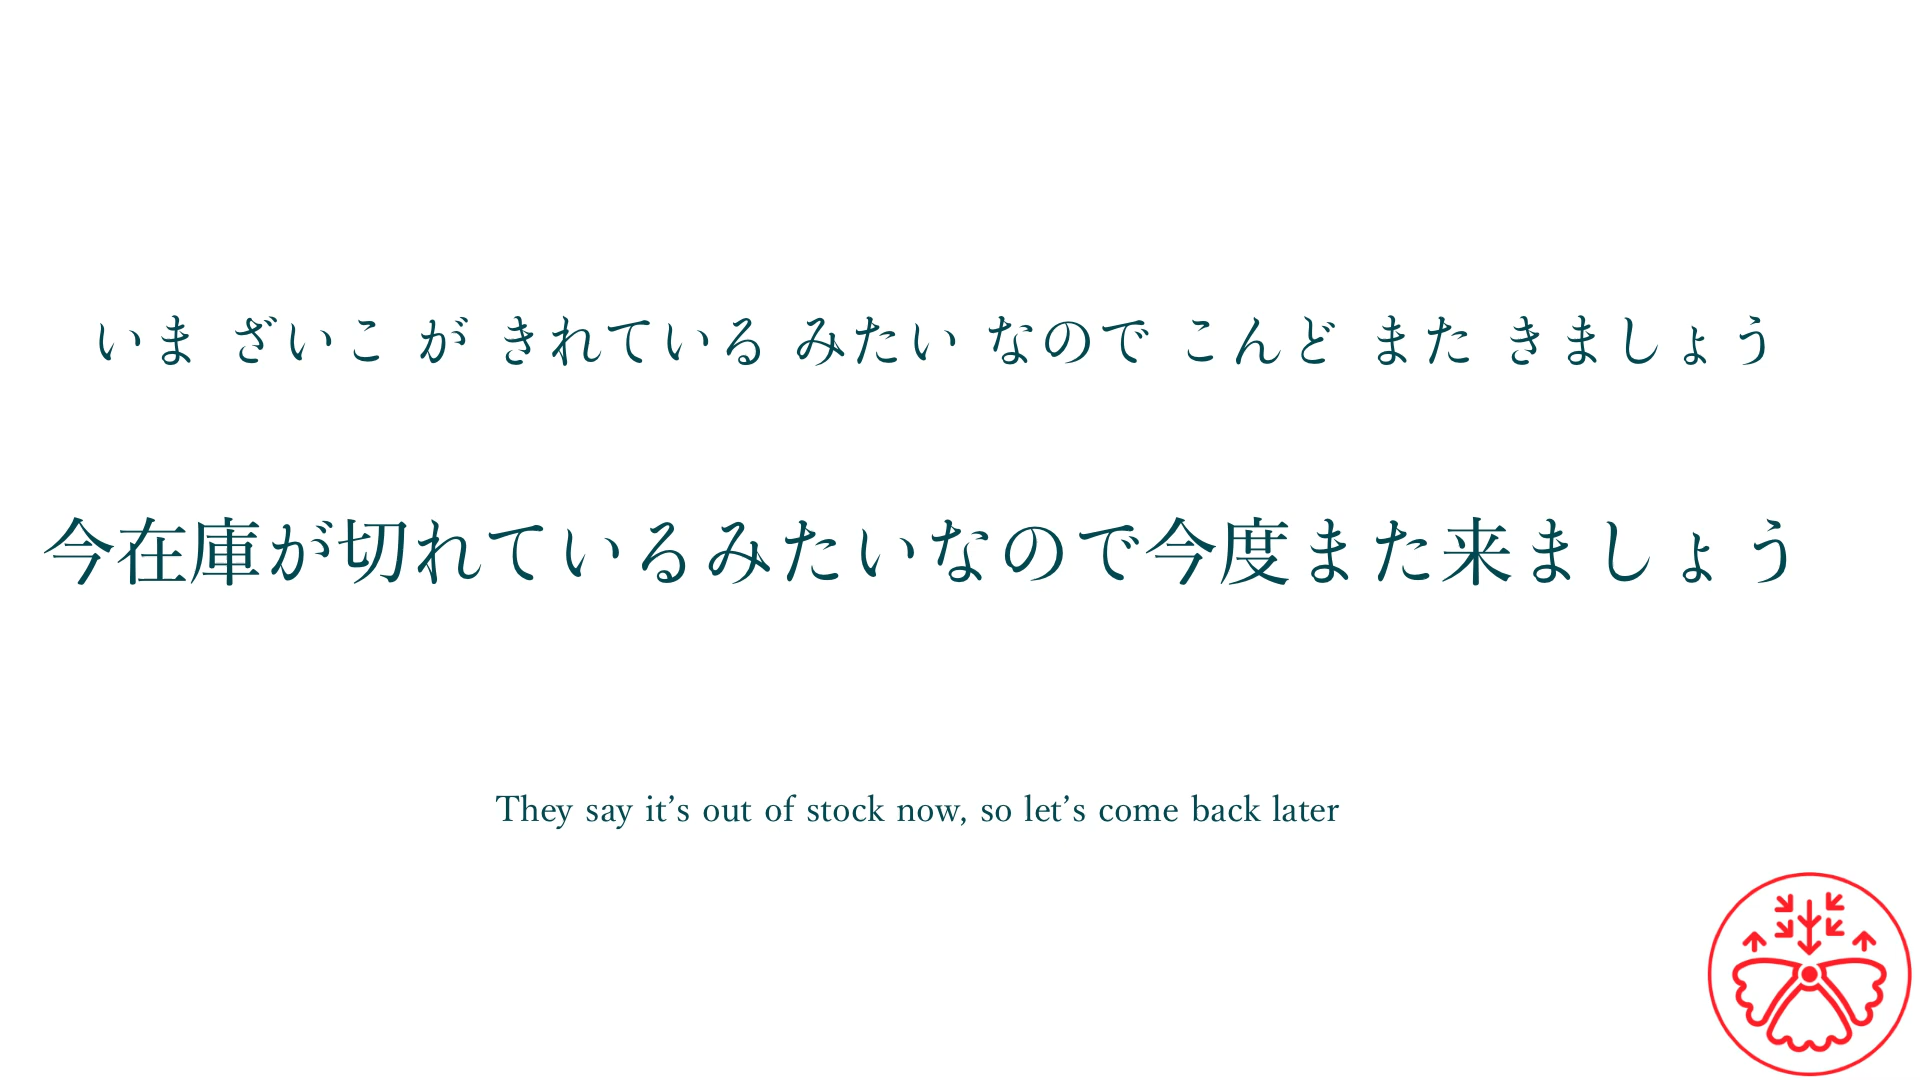 いま ざいこ が きれている みたい なので こんど また きましょう
今在庫が切れているみたいなので今度また来ましょう
They say it’s out of stock now, so let’s come back later